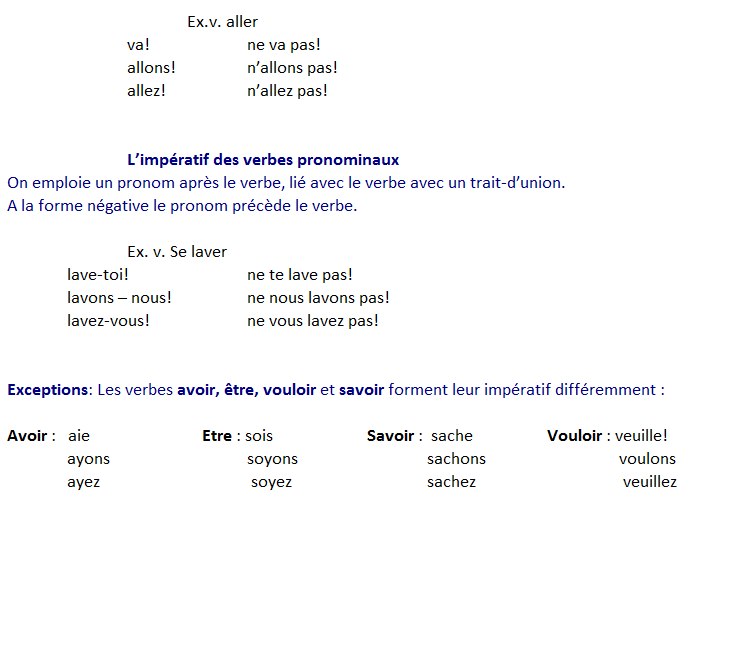 Ex.v. aller
va! ne va pas!
allons! n’allons pas!
allez! n’allez pas!
L’impératif des verbes pronominaux
On emploie un pronom après le verbe, lié avec le verbe avec un trait-d’union.
A la forme négative le pronom précède le verbe.
Ex. v. Se laver
lave-toi! ne te lave pas!
lavons – nous! ne nous lavons pas!
lavez-vous! ne vous lavez pas!
Exceptions: Les verbes avoir, être, vouloir et savoir forment leur impératif différemment :
Avoir : aie Etre : sois Savoir : sache Vouloir : veuille!
ayons soyons sachons voulons
ayez soyez sachez veuillez